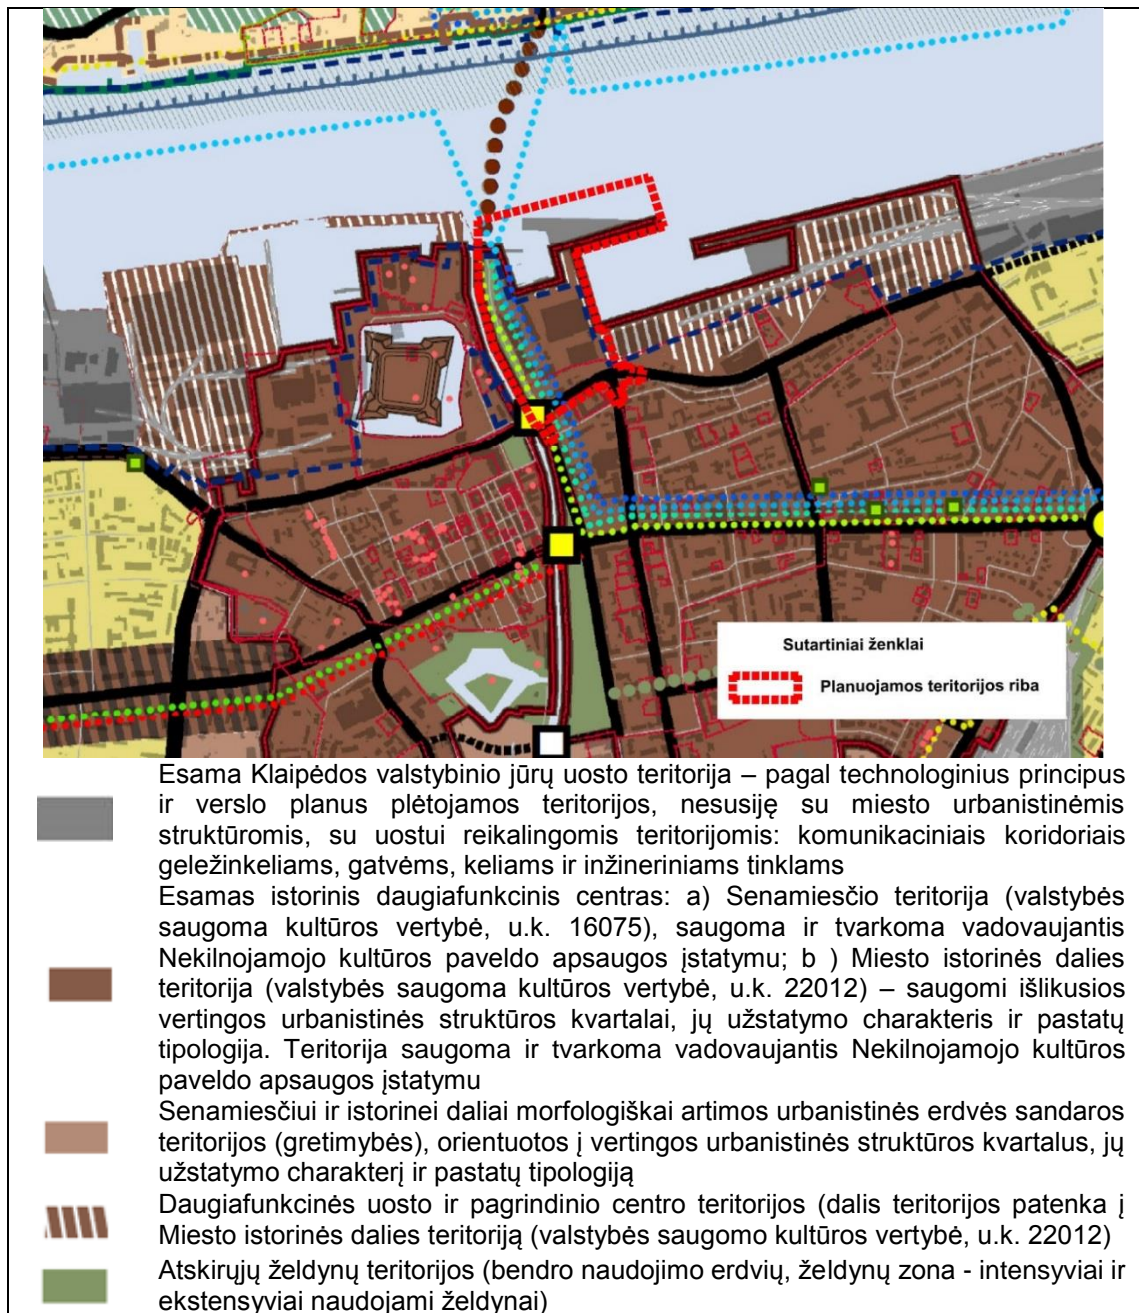 Sutartiniai ženklai
Planuojamos teritorijos riba
Esama Klaipėdos valstybinio jūrų uosto teritorija – pagal technologinius principus
ir verslo planus plėtojamos teritorijos, nesusiję su miesto urbanistinėmis
struktūromis, su uostui reikalingomis teritorijomis: komunikaciniais koridoriais
geležinkeliams, gatvėms, keliams ir inžineriniams tinklams
Esamas istorinis daugiafunkcinis centras: a) Senamiesčio teritorija (valstybės
saugoma kultūros vertybė, u.k. 16075), saugoma ir tvarkoma vadovaujantis
Nekilnojamojo kultūros paveldo apsaugos įstatymu; b ) Miesto istorinės dalies
teritorija (valstybės saugoma kultūros vertybė, u.k. 22012) – saugomi išlikusios
vertingos urbanistinės struktūros kvartalai, jų užstatymo charakteris ir pastatų
tipologija. Teritorija saugoma ir tvarkoma vadovaujantis Nekilnojamojo kultūros
paveldo apsaugos įstatymu
Senamiesčiui ir istorinei daliai morfologiškai artimos urbanistinės erdvės sandaros
teritorijos (gretimybės), orientuotos į vertingos urbanistinės struktūros kvartalus, jų
užstatymo charakterį ir pastatų tipologiją
Daugiafunkcinės uosto ir pagrindinio centro teritorijos (dalis teritorijos patenka į
Miesto istorinės dalies teritoriją (valstybės saugomo kultūros vertybė, u.k. 22012)
Atskirųjų želdynų teritorijos (bendro naudojimo erdvių, želdynų zona - intensyviai ir
ekstensyviai naudojami želdynai)